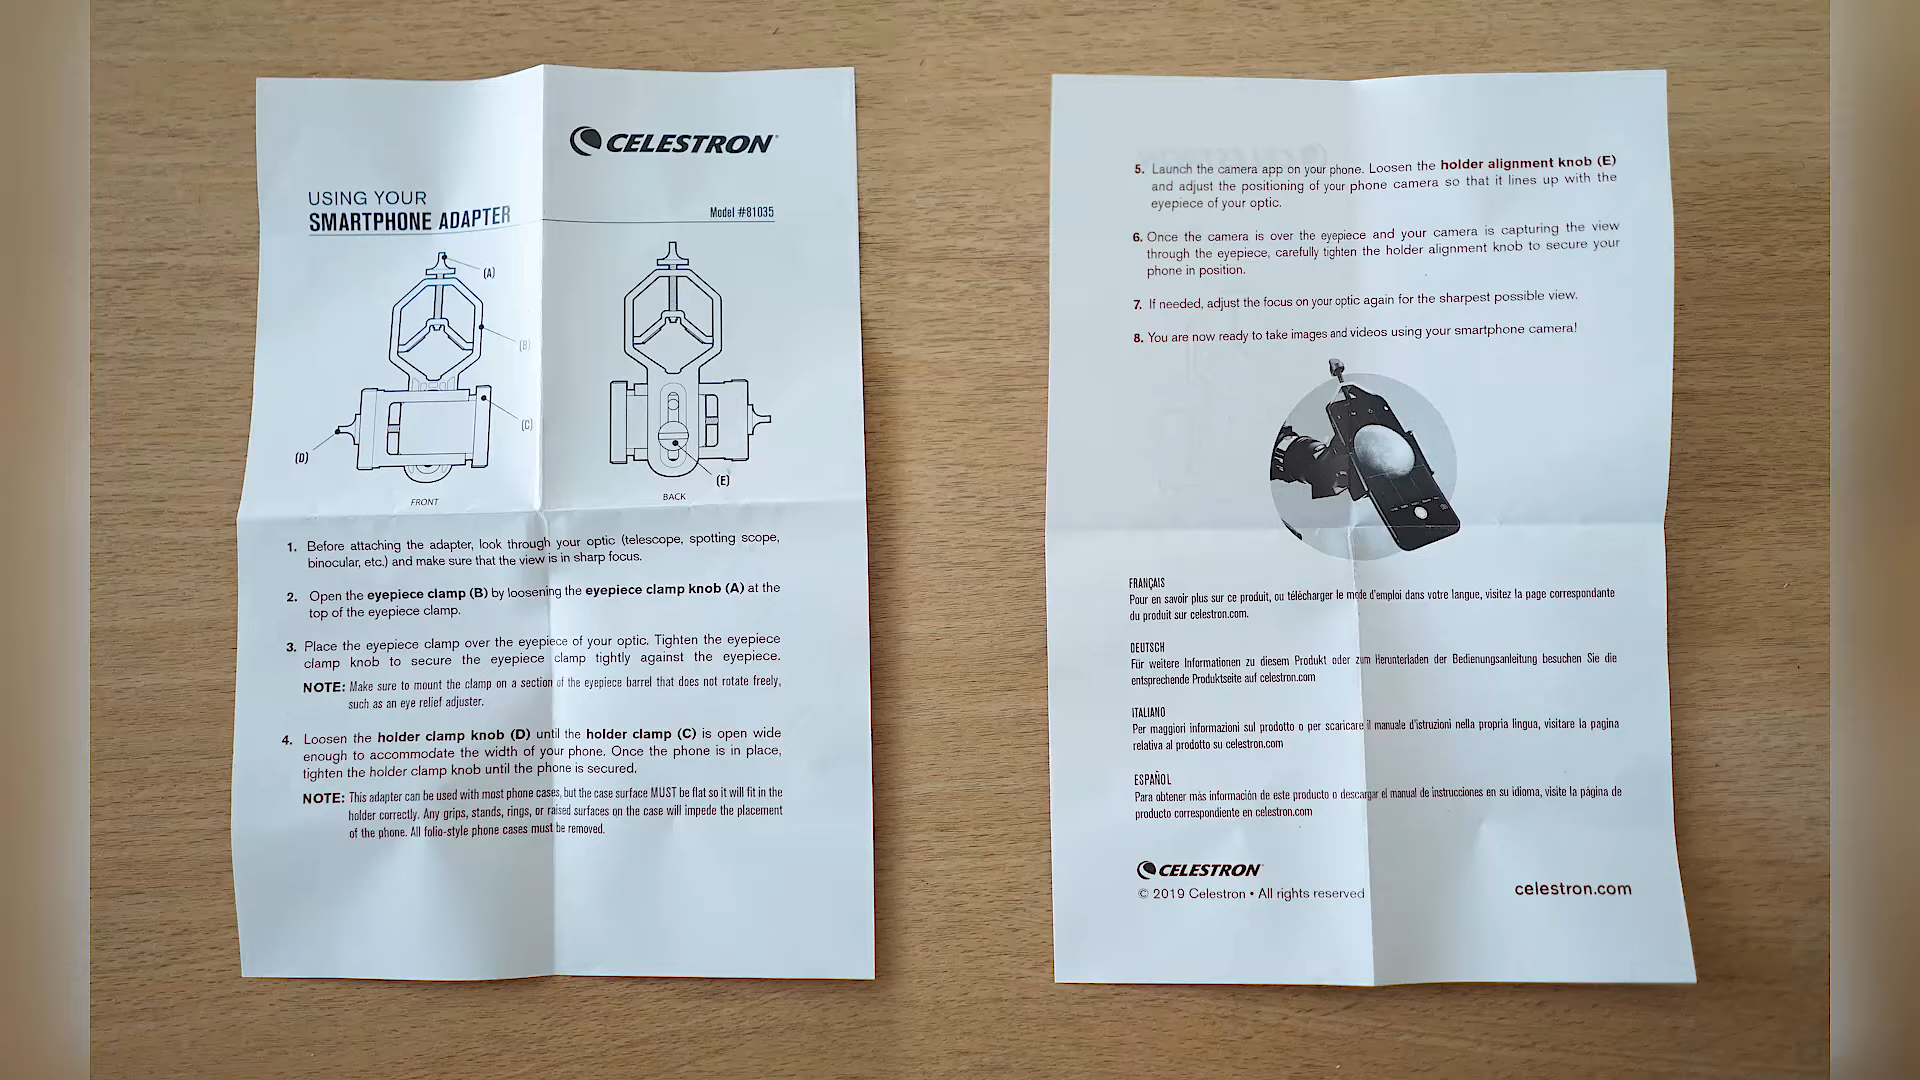 CELESTRON
USING YOUR
SMARTPHONE ADAPTER
Model #81035
(A)
(B)
(C)
(D)
(E)
FRONT
BACK
1. Before attaching the adapter, look through your optic (telescope, spotting scope,
binocular, etc.) and make sure that the view is in sharp focus.
2. Open the eyepiece clamp (B) by loosening the eyepiece clamp knob (A) at the
top of the eyepiece clamp.
3. Place the eyepiece clamp over the eyepiece of your optic. Tighten the eyepiece
clamp knob to secure the eyepiece clamp tightly against the eyepiece.
NOTE: Make sure to mount the clamp on a section of the eyepiece barrel that does not rotate freely,
such as an eye relief adjuster.
4. Loosen the holder clamp knob (D) until the holder clamp (C) is open wide
enough to accommodate the width of your phone. Once the phone is in place,
tighten the holder clamp knob until the phone is secured.
NOTE: This adapter can be used with most phone cases, but the case surface MUST be flat so it will fit in the
holder correctly. Any grips, stands, rings, or raised surfaces on the case will impede the placement
of the phone. All folio-style phone cases must be removed.
5. Launch the camera app on your phone. Loosen the holder alignment knob (E)
and adjust the positioning of your phone camera so that it lines up with the
eyepiece of your optic.
6. Once the camera is over the eyepiece and your camera is capturing the view
through the eyepiece, carefully tighten the holder alignment knob to secure your
phone in position.
7. If needed, adjust the focus on your optic again for the sharpest possible view.
8. You are now ready to take images and videos using your smartphone camera!
FRANÇAIS
Pour en savoir plus sur ce produit, ou télécharger le mode d'emploi dans votre langue, visitez la page correspondante
du produit sur celestron.com.
DEUTSCH
Für weitere Informationen zu diesem Produkt oder zum Herunterladen der Bedienungsanleitung besuchen Sie die
entsprechende Produktseite auf celestron.com
ITALIANO
Per maggiori informazioni sul prodotto o per scaricare il manuale d'istruzioni nella propria lingua, visitare la pagina
relativa al prodotto su celestron.com
ESPAÑOL
Para obtener más información de este producto o descargar el manual de instrucciones en su idioma, visite la página de
producto correspondiente en celestron.com
CELESTRON
© 2019 Celestron • All rights reserved
celestron.com